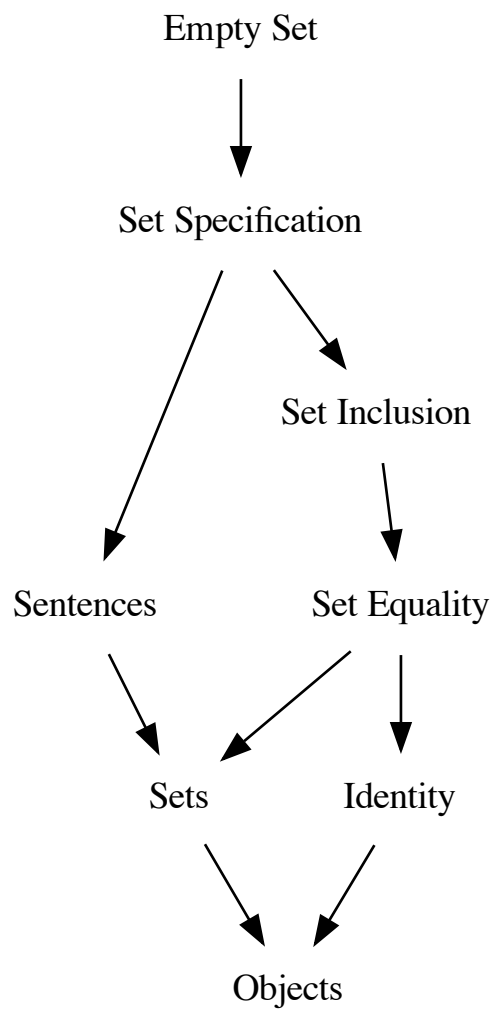 Empty Set
Set Specification
Set Inclusion
Sentences
Set Equality
Sets
Identity
Objects